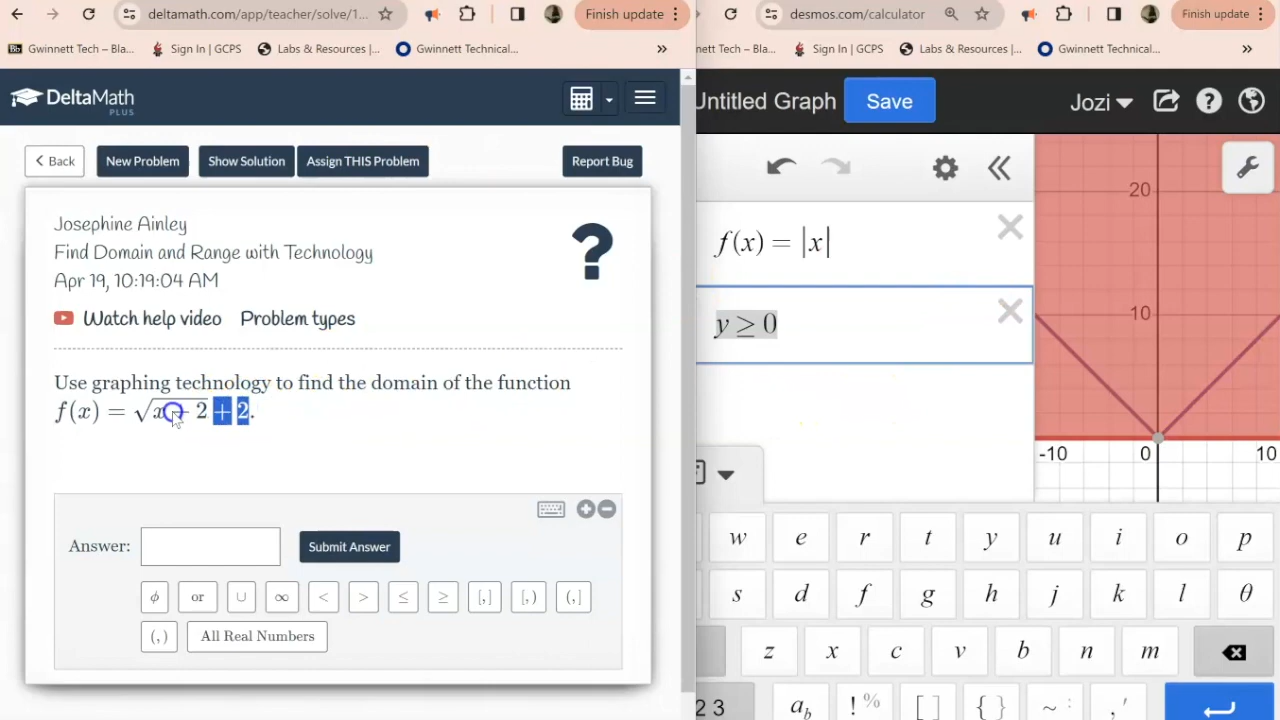 deltamath.com/app/teacher/solve/1...
Finish update
desmos.com/calculator
Finish update
Bb Gwinnett Tech – Bla...
Sign In | GCPS
Labs & Resources |...
Gwinnett Technical...
»
nett Tech – Bla...
Sign In | GCPS
Labs & Resources |...
Gwinnett Technical...
»
DeltaMath
PLUS
Untitled Graph
Save
Jozi
Back
New Problem
Show Solution
Assign THIS Problem
Report Bug
Josephine Ainley
Find Domain and Range with Technology
Apr 19, 10:19:04 AM
?
Watch help video
Problem types
Use graphing technology to find the domain of the function
f(x) = √x − 2 + 2.
Answer:
Submit Answer
ϕ or ∪ ∞ < > ≤ ≥ [,] [,) (,]
(,) All Real Numbers
f(x) = |x|
y ≥ 0
20
10
-10 0 10
w e r t y u i o p
s d f g h j k l θ
z x c v b n m
2 3 a b ! % [ ] { } ~ : , '